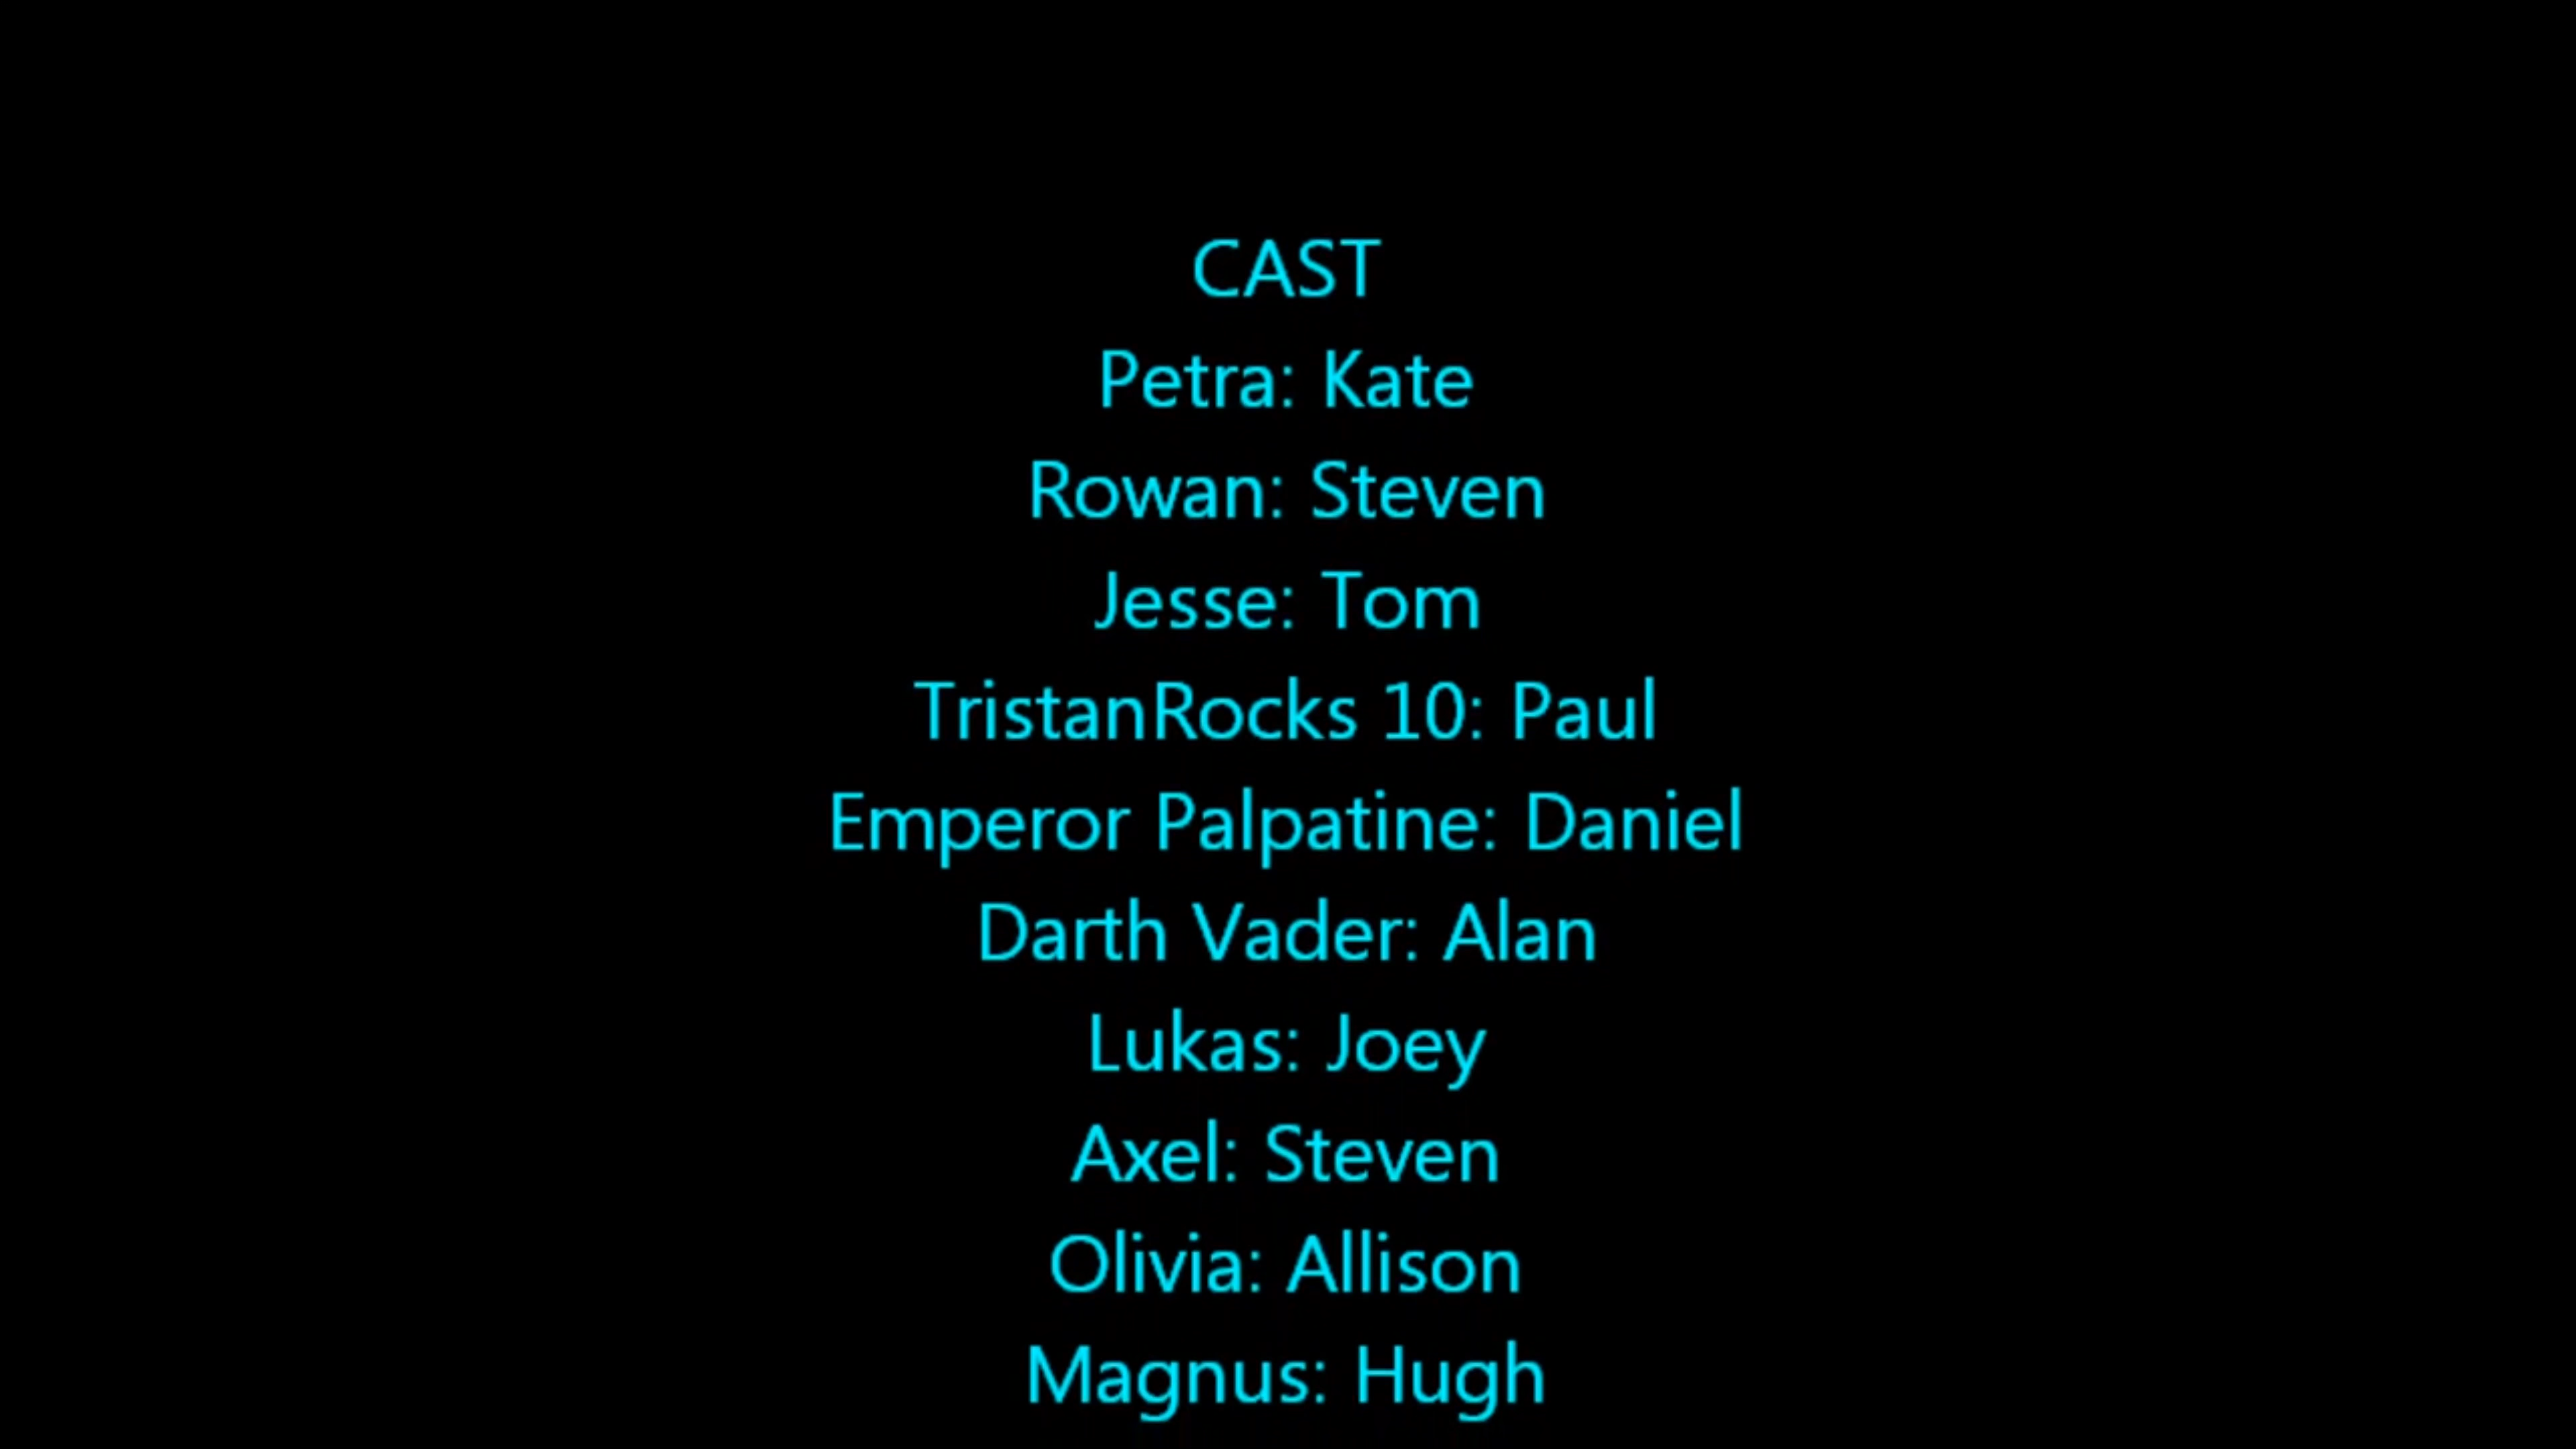 CAST
Petra: Kate
Rowan: Steven
Jesse: Tom
TristanRocks 10: Paul
Emperor Palpatine: Daniel
Darth Vader: Alan
Lukas: Joey
Axel: Steven
Olivia: Allison
Magnus: Hugh